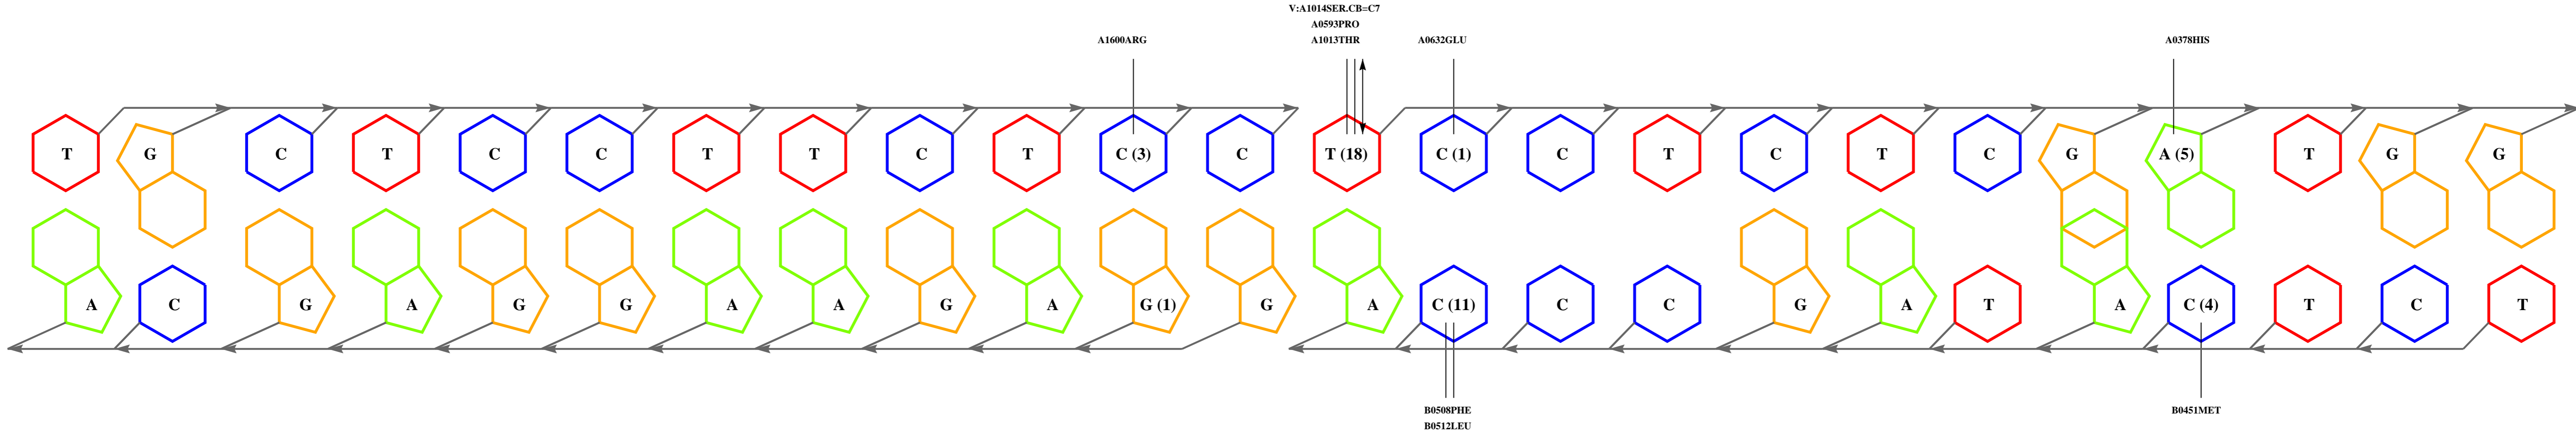 V:A1014SER.CB=C7
A0593PRO
A1600ARG A1013THR A0632GLU A0378HIS
T G C T C C T T C T C (3) C T (18) C (1) C T C T C G A (5) T G G
A C G A G G A A G A G (1) G A C (11) C C G A T A C (4) T C T
B0508PHE B0451MET
B0512LEU